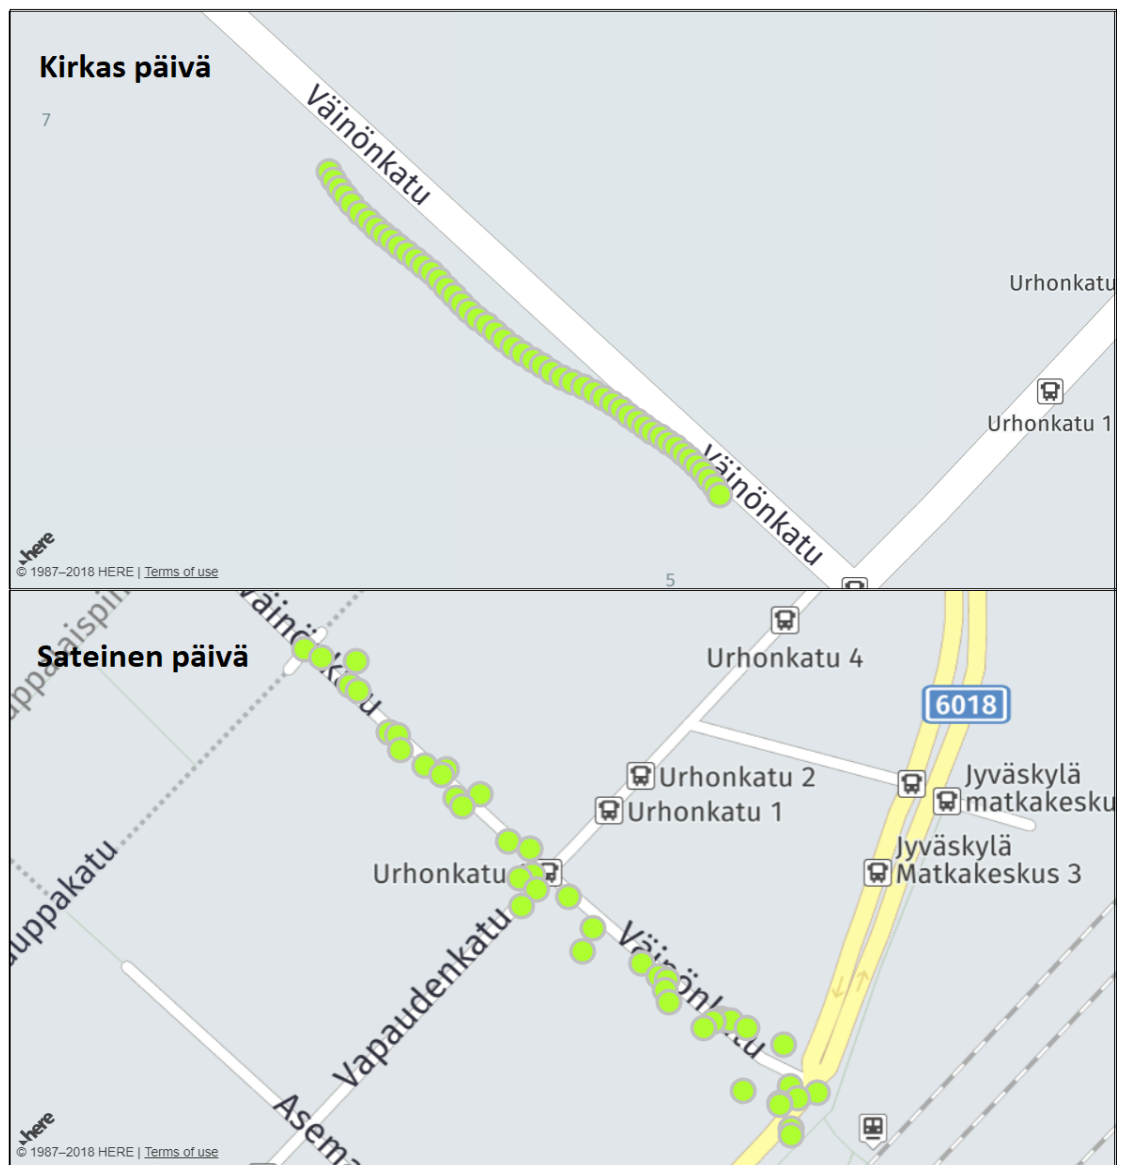 Kirkas päivä
7
Väinönkatu
Urhonkatu
Urhonkatu 1
Väinönkatu
5
here
© 1987–2018 HERE | Terms of use
Sateinen päivä
Urhonkatu 4
6018
Urhonkatu 2
Urhonkatu 1
Jyväskylä
matkakesku
Jyväskylä
Matkakeskus 3
Urhonkatu
Vapaudenkatu
Asema
here
© 1987–2018 HERE | Terms of use